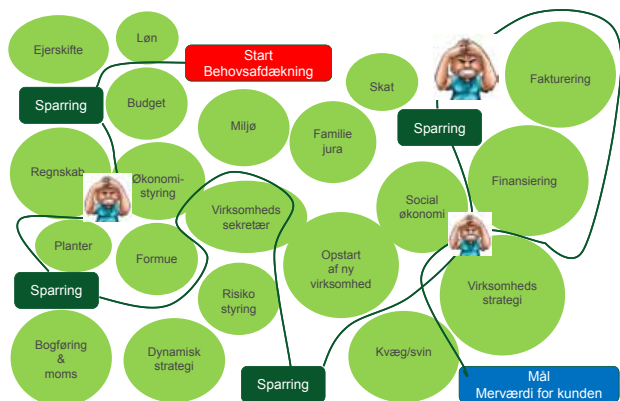 Ejerskifte
Løn
Start
Behovsafdækning
Skat
Fakturering
Sparring
Budget
Miljø
Familie
jura
Sparring
Regnskab
Økonomi-
styring
Virksomheds
sekretær
Social
økonomi
Finansiering
Planter
Formue
Opstart
af ny
virksomhed
Sparring
Risiko
styring
Virksomheds
strategi
Bogføring
&
moms
Dynamisk
strategi
Sparring
Kvæg/svin
Mål
Merværdi for kunden